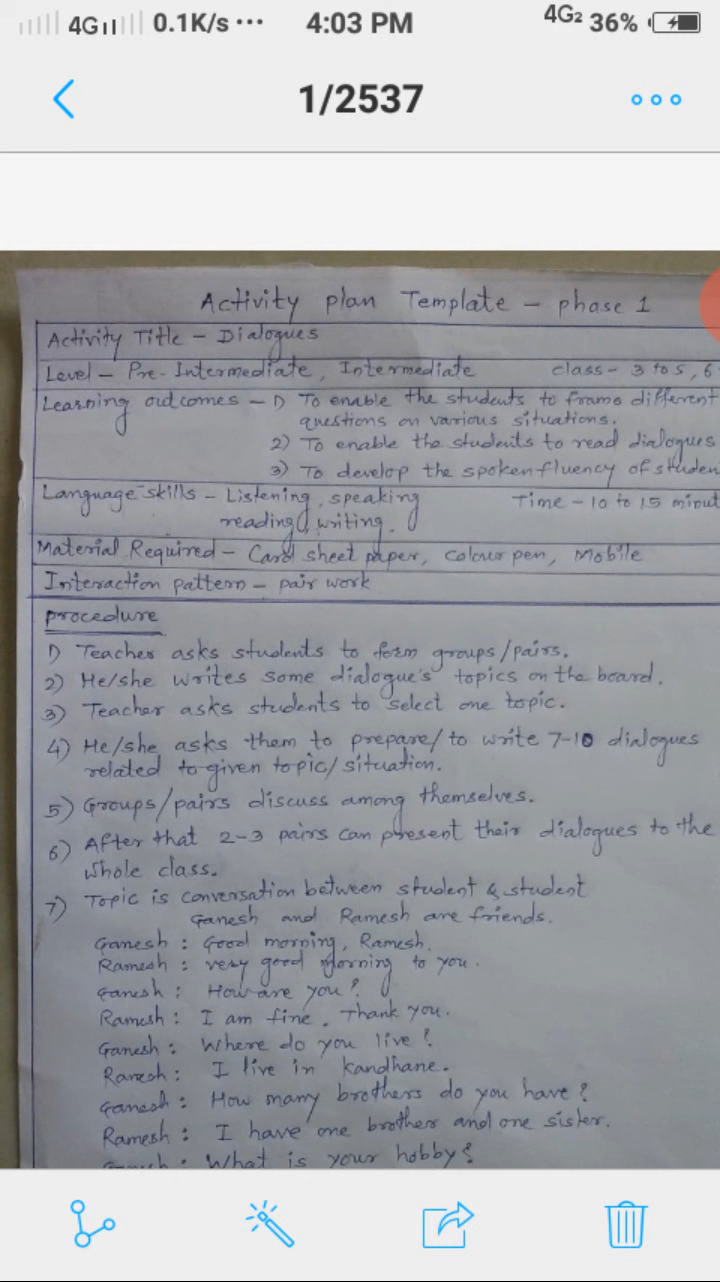 4G 0.1K/s ••• 4:03 PM 4G2 36%
1/2537
Activity plan Template - phase 1
Activity Title - Dialogues
Level - Pre-Intermediate, Intermediate class- 3 to 5, 6
Learning outcomes - 1) To enable the students to frame different
questions on various situations.
2) To enable the students to read dialogues
3) To develop the spoken fluency of studen
Language skills - Listening, speaking Time - 10 to 15 minut
reading, writing.
Material Required - Card sheet paper, colour pen, Mobile
Interaction pattern - pair work
procedure
1) Teacher asks students to form groups/pairs.
2) He/she writes some dialogue's topics on the board.
3) Teacher asks students to select one topic.
4) He/she asks them to prepare/to write 7-10 dialogues
related to given topic/situation.
5) Groups/pairs discuss among themselves.
6) After that 2-3 pairs can present their dialogues to the
whole class.
7) Topic is conversation between student & student
Ganesh and Ramesh are friends.
Ganesh : Good morning, Ramesh.
Ramesh : very good morning to you.
Ganesh : How are you?
Ramesh : I am fine. Thank you.
Ganesh : Where do you live?
Ramesh : I live in kandhane.
Ganesh : How many brothers do you have?
Ramesh : I have one brother and one sister.
Ganesh : What is your hobby?